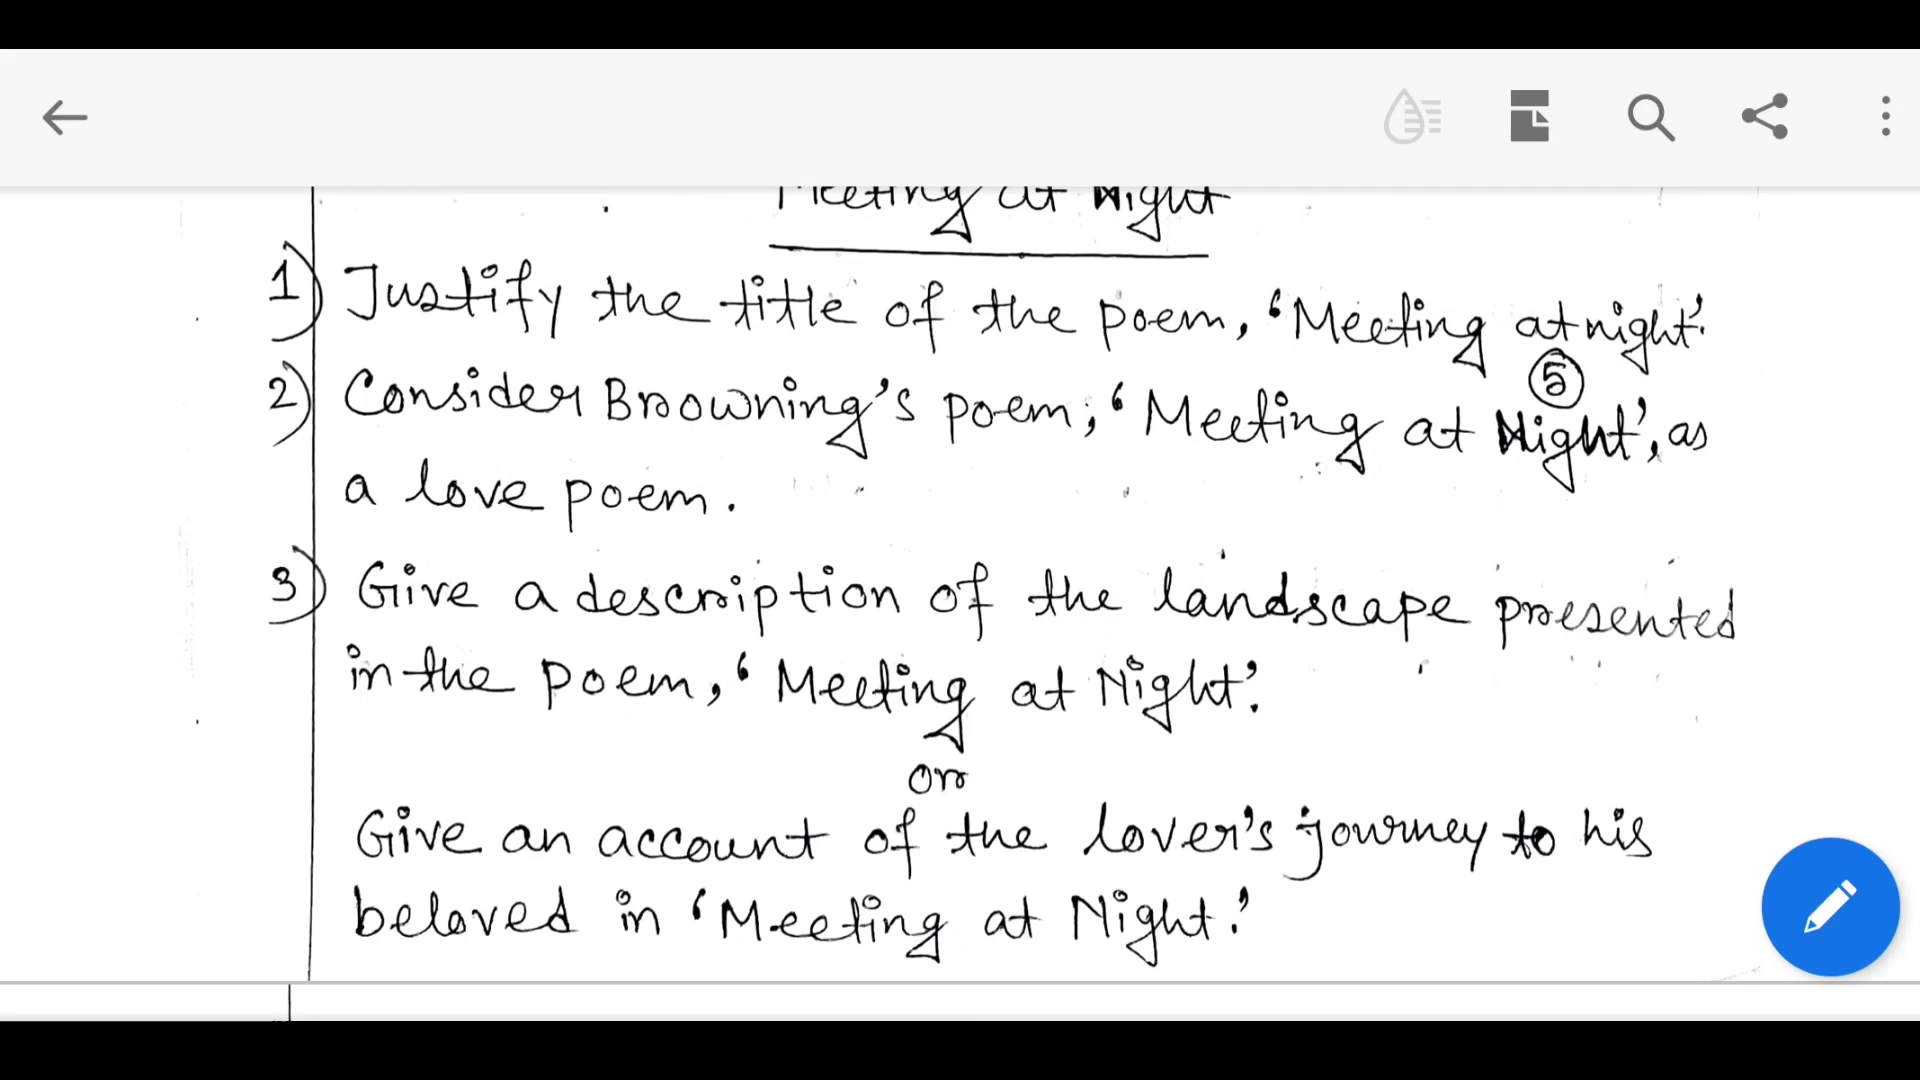 Meeting at Night
1) Justify the title of the poem, 'Meeting at night'.
5
2) Consider Browning's poem, 'Meeting at Night', as
a love poem.
3) Give a description of the landscape presented
in the poem, 'Meeting at Night'.
or
Give an account of the lover's journey to his
beloved in 'Meeting at Night'.